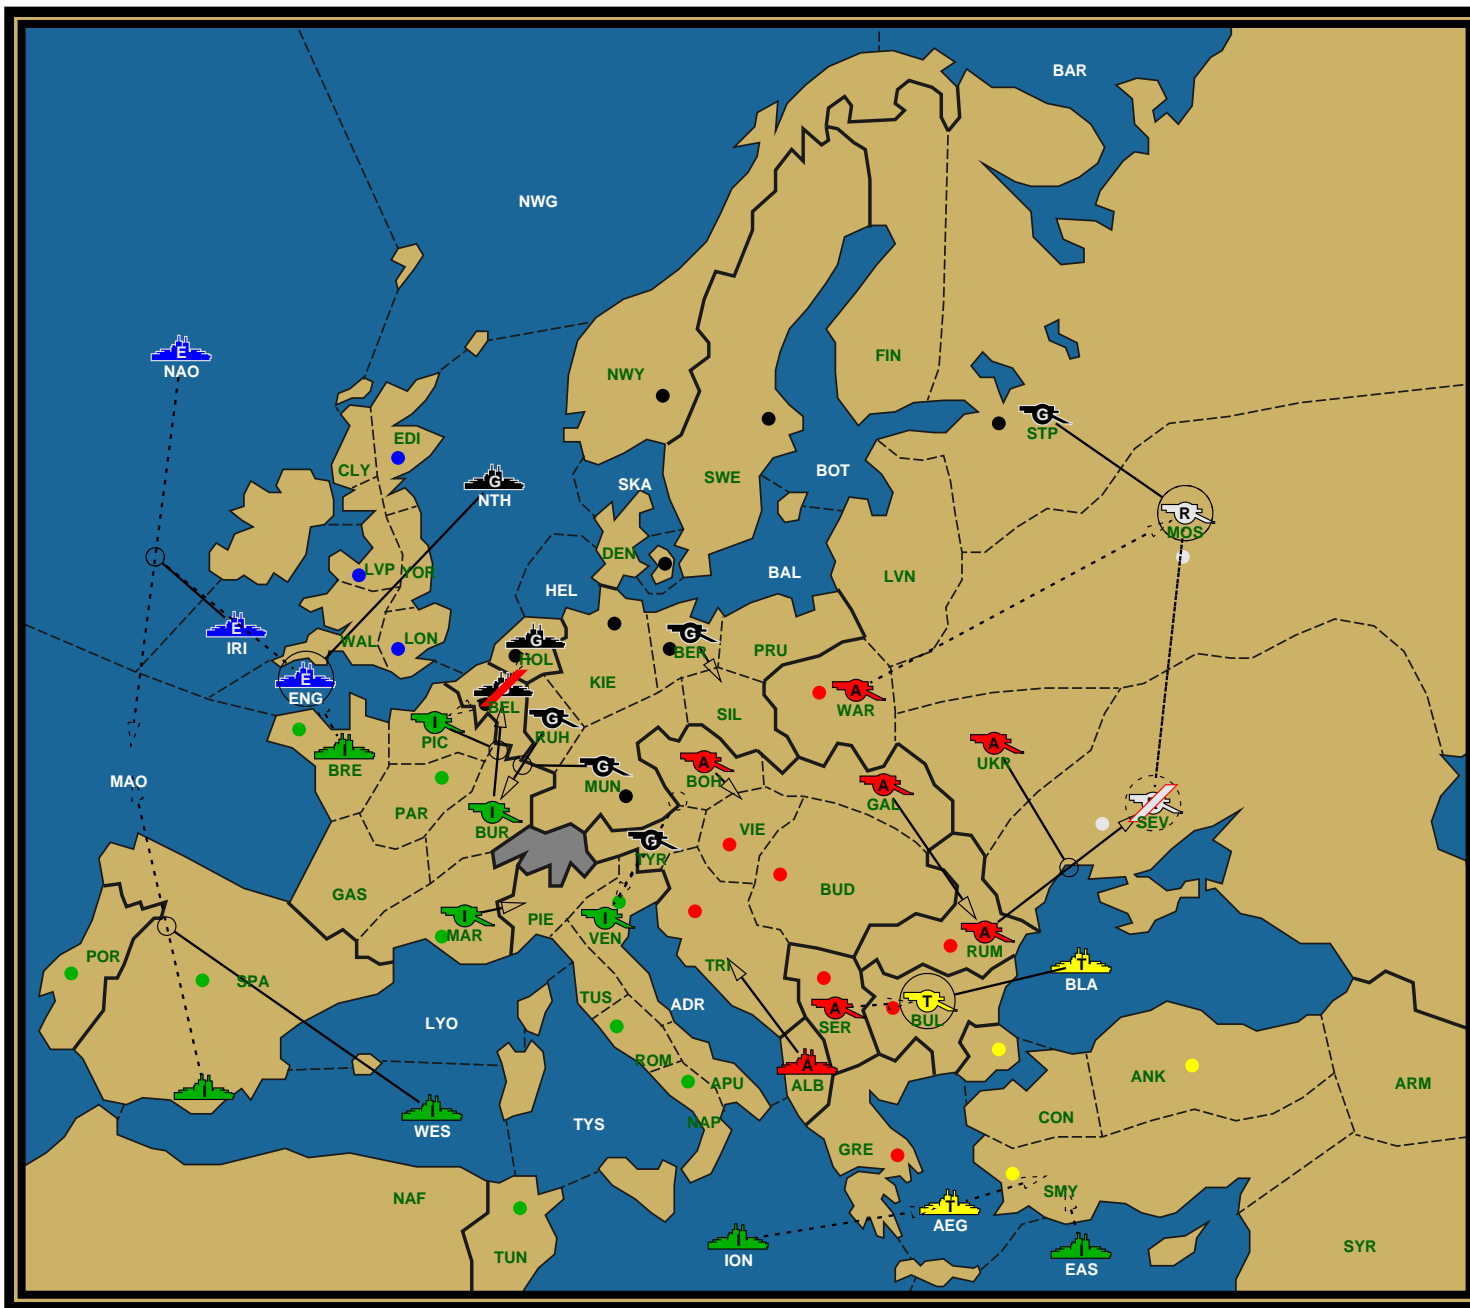 BAR
NWG
E
NAO
FIN
NWY
G
STP
EDI
CLY
G
NTH
SKA
BOT
SWE
R
MOS
DEN
LVP
YOR
BAL
LVN
HEL
E
IRI
WAL
LON
G
HOL
G
BER
PRU
E
ENG
KIE
A
WAR
BEL
SIL
I
PIC
G
RUH
I
BRE
A
UKR
A
BOH
G
MUN
MAO
A
GAL
PAR
I
BUR
SEV
VIE
G
TYR
BUD
GAS
I
MAR
PIE
I
VEN
A
RUM
POR
SPA
TRI
T
BLA
TUS
ADR
A
SER
T
BUL
LYO
ROM
A
ALB
APU
ANK
ARM
I
I
WES
TYS
NAP
CON
GRE
NAF
SMY
T
AEG
I
ION
I
EAS
TUN
SYR